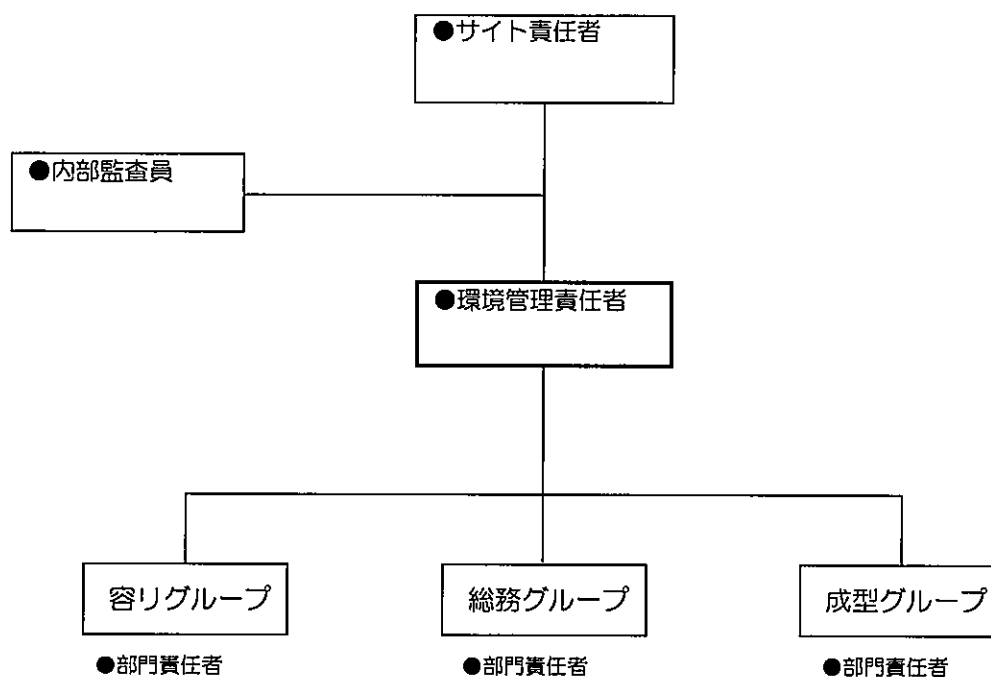 ●サイト責任者
●内部監査員
●環境管理責任者
容リグループ
総務グループ
成型グループ
●部門責任者
●部門責任者
●部門責任者